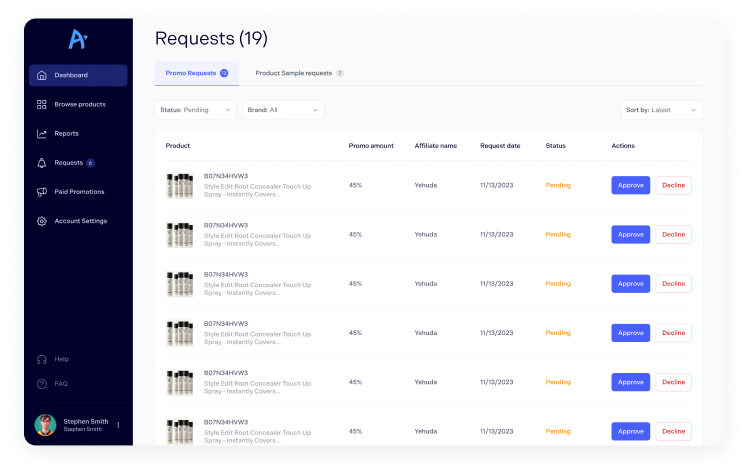 Requests (19)
Dashboard
Browse products
Reports
Requests 6
Paid Promotions
Account Settings
Help
FAQ
Stephen Smith
Stephen Smith
Promo Requests 12
Product Sample requests 7
Status: Pending
Brand: All
Sort by: Latest
Product Promo amount Affiliate name Request date Status Actions
B07N34HVW3
Style Edit Root Concealer Touch Up
Spray - Instantly Covers...
45% Yehuda 11/13/2023 Pending Approve Decline
B07N34HVW3
Style Edit Root Concealer Touch Up
Spray - Instantly Covers...
45% Yehuda 11/13/2023 Pending Approve Decline
B07N34HVW3
Style Edit Root Concealer Touch Up
Spray - Instantly Covers...
45% Yehuda 11/13/2023 Pending Approve Decline
B07N34HVW3
Style Edit Root Concealer Touch Up
Spray - Instantly Covers...
45% Yehuda 11/13/2023 Pending Approve Decline
B07N34HVW3
Style Edit Root Concealer Touch Up
Spray - Instantly Covers...
45% Yehuda 11/13/2023 Pending Approve Decline
B07N34HVW3
Style Edit Root Concealer Touch Up
Spray - Instantly Covers...
45% Yehuda 11/13/2023 Pending Approve Decline